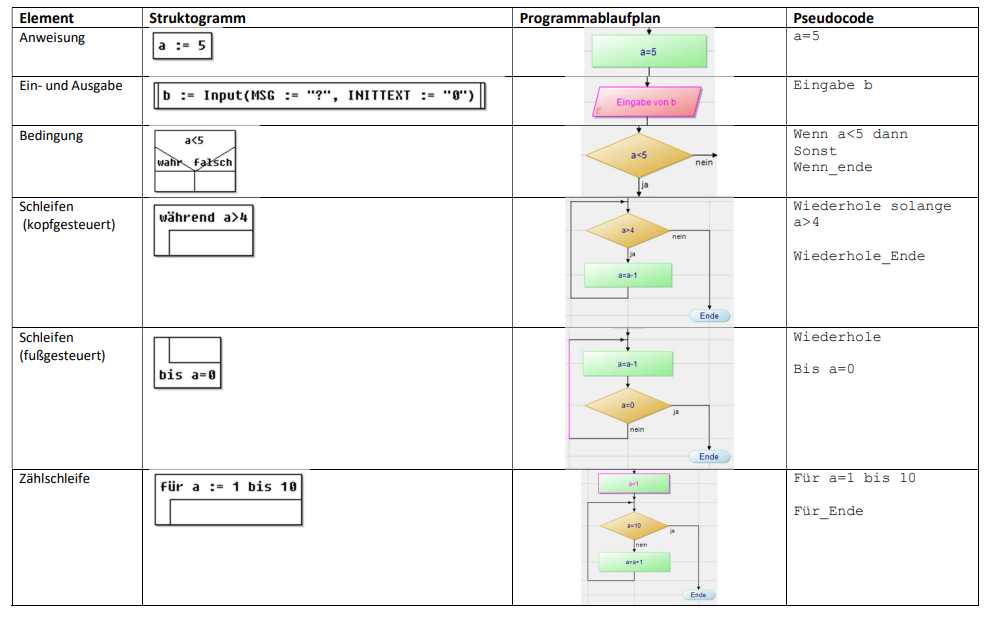 Element Struktogramm Programmablaufplan Pseudocode
Anweisung
a := 5
a=5
a=5
Ein- und Ausgabe
b := Input(MSG := "?", INITTEXT := "0")
Eingabe von b
E
Eingabe b
Bedingung
a<5
wahr falsch
a<5
nein
ja
Wenn a<5 dann
Sonst
Wenn_ende
Schleifen
(kopfgesteuert)
während a>4
a>4
nein
ja
a=a-1
Ende
Wiederhole solange
a>4
Wiederhole_Ende
Schleifen
(fußgesteuert)
bis a=0
a=a-1
a=0
ja
nein
Ende
Wiederhole
Bis a=0
Zählschleife
für a := 1 bis 10
a=1
a=10
ja
nein
a=a+1
Ende
Für a=1 bis 10
Für_Ende